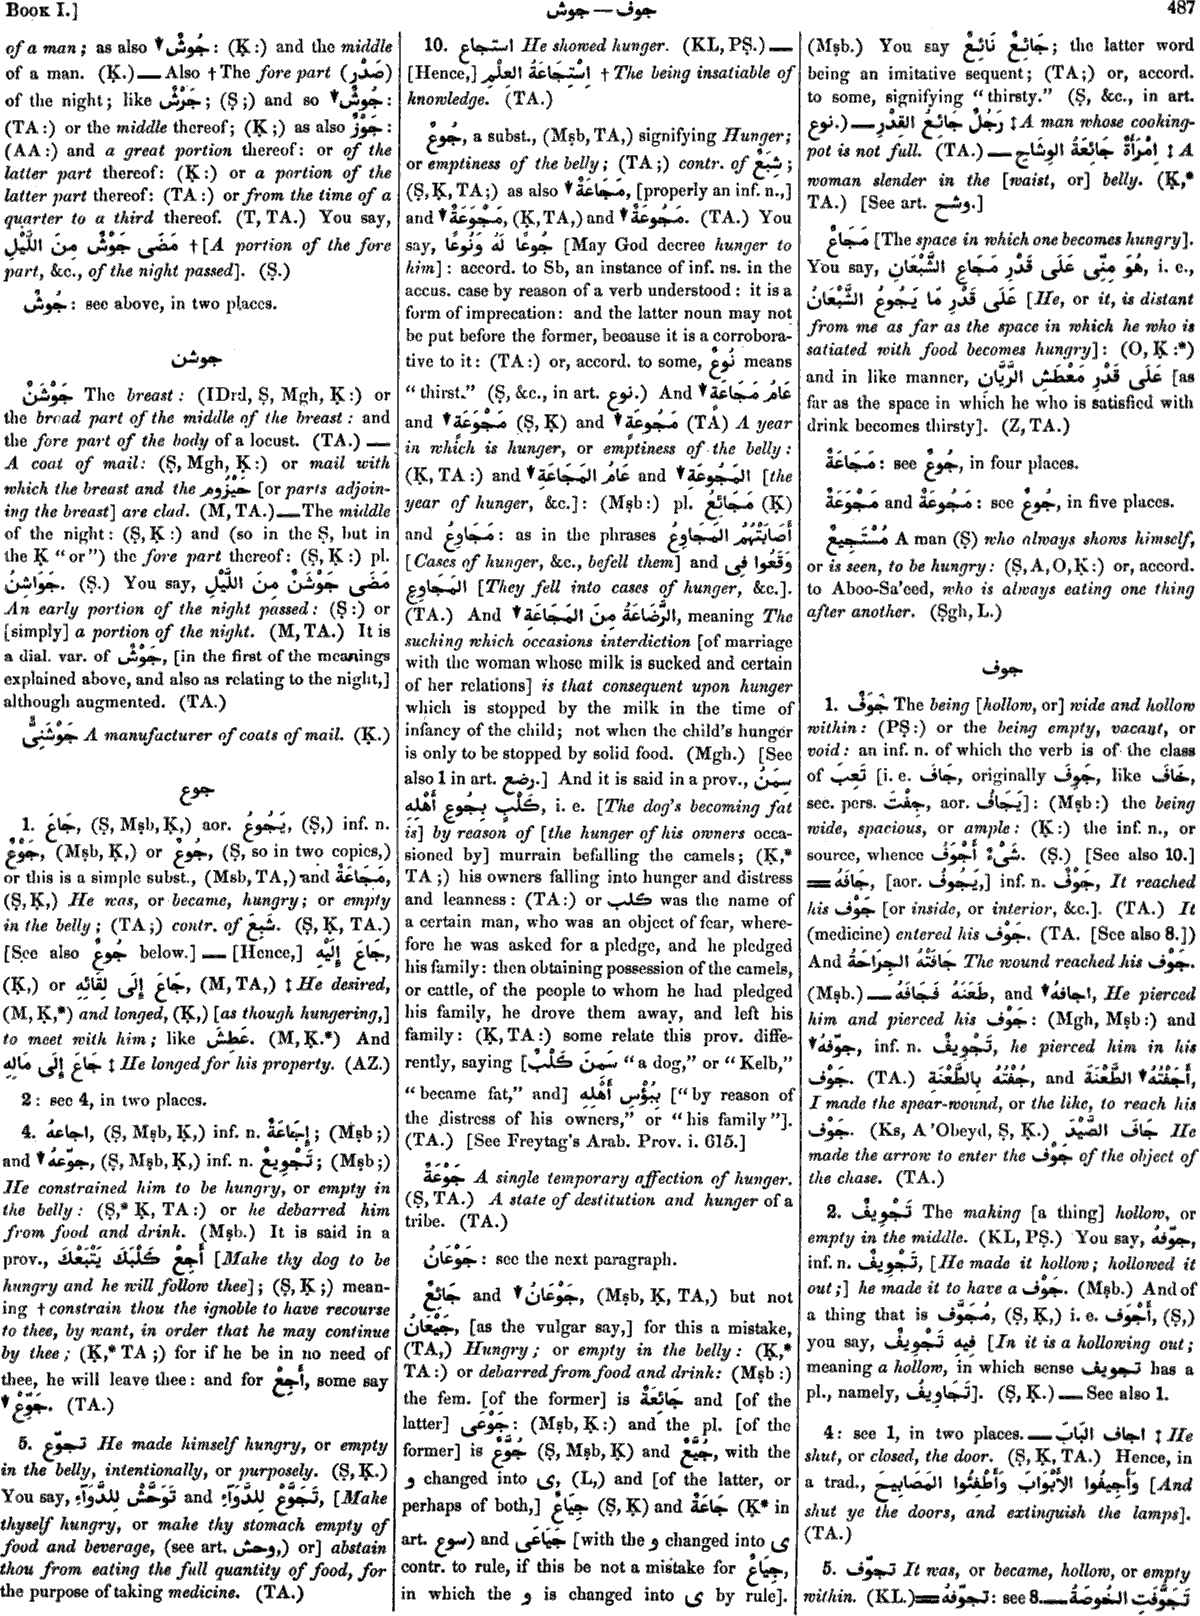 BOOK I.]
جوف — جوش
487
of a man; as also ↓ جُوشٌ: (Ḳ:) and the middle
of a man. (Ḳ.) — Also † The fore part (صَدْر)
of the night; like جَرْشٌ; (Ṣ;) and so ↓ جُوشٌ:
(TA:) or the middle thereof; (Ḳ;) as also جَوْزٌ:
(AA:) and a great portion thereof: or of the
latter part thereof: (Ḳ:) or a portion of the
latter part thereof: (TA:) or from the time of a
quarter to a third thereof. (T, TA.) You say,
مَضَى جَوْشٌ مِنَ اللَّيْلِ † [A portion of the fore
part, &c., of the night passed]. (Ṣ.)
جُوشٌ: see above, in two places.
جوشن
جَوْشَنٌ The breast: (IDrd, Ṣ, Mgh, Ḳ:) or
the broad part of the middle of the breast: and
the fore part of the body of a locust. (TA.) —
A coat of mail: (Ṣ, Mgh, Ḳ:) or mail with
which the breast and the حَيْزُوم [or parts adjoin-
ing the breast] are clad. (M, TA.) — The middle
of the night: (Ṣ, Ḳ:) and (so in the Ṣ, but in
the Ḳ “or”) the fore part thereof: (Ṣ, Ḳ:) pl.
جَوَاشِنُ. (Ṣ.) You say, مَضَى جَوْشَنٌ مِنَ اللَّيْلِ
An early portion of the night passed: (Ṣ:) or
[simply] a portion of the night. (M, TA.) It is
a dial. var. of جَوْشٌ, [in the first of the meanings
explained above, and also as relating to the night,]
although augmented. (TA.)
جَوْشَنِىٌّ A manufacturer of coats of mail. (Ḳ.)
جوع
1. جَاعَ, (Ṣ, Mṣb, Ḳ,) aor. يَجُوعُ, (Ṣ,) inf. n.
جَوْعٌ, (Mṣb, Ḳ,) or جُوعٌ, (Ṣ, so in two copies,)
or this is a simple subst., (Mṣb, TA,) and مَجَاعَةٌ,
(Ṣ, Ḳ,) He was, or became, hungry; or empty
in the belly; (TA;) contr. of شَبِعَ. (Ṣ, Ḳ, TA.)
[See also جُوعٌ below.] — [Hence,] جَاعَ إِلَيْهِ,
(Ḳ,) or جَاعَ إِلَى لِقَائِهِ, (M, TA,) ‡ He desired,
(M, Ḳ,*) and longed, (Ḳ,) [as though hungering,]
to meet with him; like عَطِشَ. (M, Ḳ.*) And
جَاعَ إِلَى مَالِهِ ‡ He longed for his property. (AZ.)
2: see 4, in two places.
4. اجاعهُ, (Ṣ, Mṣb, Ḳ,) inf. n. إِجَاعَةٌ; (Mṣb;)
and ↓ جوّعهُ, (Ṣ, Mṣb, Ḳ,) inf. n. تَجْوِيعٌ; (Mṣb;)
He constrained him to be hungry, or empty in
the belly: (Ṣ,* Ḳ, TA:) or he debarred him
from food and drink. (Mṣb.) It is said in a
prov., أَجِعْ كَلْبَكَ يَتْبَعْكَ [Make thy dog to be
hungry and he will follow thee]; (Ṣ, Ḳ;) mean-
ing † constrain thou the ignoble to have recourse
to thee, by want, in order that he may continue
by thee; (Ḳ,* TA;) for if he be in no need of
thee, he will leave thee: and for أَجِعْ, some say
↓ جَوِّعْ. (TA.)
5. تجوّع He made himself hungry, or empty
in the belly, intentionally, or purposely. (Ṣ, Ḳ.)
You say, تَوَحَّشْ لِلدَّوَآءِ and تَجَوَّعْ لِلدَّوَآءِ, [Make
thyself hungry, or make thy stomach empty of
food and beverage, (see art. وحش,) or] abstain
thou from eating the full quantity of food, for
the purpose of taking medicine. (TA.)
10. استجاع He showed hunger. (KL, PṢ.) —
[Hence,] اِسْتِجَاعَةُ العِلْمِ † The being insatiable of
knowledge. (TA.)
جُوعٌ, a subst., (Mṣb, TA,) signifying Hunger;
or emptiness of the belly; (TA;) contr. of شِبَعٌ;
(Ṣ, Ḳ, TA;) as also ↓ مَجَاعَةٌ, [properly an inf. n.,]
and ↓ مَجْوَعَةٌ, (Ḳ, TA,) and ↓ مَجُوعَةٌ. (TA.) You
say, جُوعًا لَهُ وَنُوعًا [May God decree hunger to
him]: accord. to Sb, an instance of inf. ns. in the
accus. case by reason of a verb understood: it is a
form of imprecation: and the latter noun may not
be put before the former, because it is a corrobora-
tive to it: (TA:) or, accord. to some, نُوعٌ means
“thirst.” (Ṣ, &c., in art. نوع.) And ↓ عَامُ مَجَاعَةٍ
and ↓ مَجْوَعَةٍ (Ṣ, Ḳ) and ↓ مَجُوعَةٍ (TA) A year
in which is hunger, or emptiness of the belly:
(Ḳ, TA:) and ↓ عَامُ المَجَاعَةِ and ↓ المَجُوعَةِ [the
year of hunger, &c.]: (Mṣb:) pl. مَجَائِعُ (Ḳ)
and مَجَاوِعُ: as in the phrases أَصَابَتْهُمُ المَجَاوِعُ
[Cases of hunger, &c., befell them] and وَقَعُوا فِى
المَجَاوِعِ [They fell into cases of hunger, &c.].
(TA.) And ↓ الرَّضَاعَةُ مِنَ المَجَاعَةِ, meaning The
sucking which occasions interdiction [of marriage
with the woman whose milk is sucked and certain
of her relations] is that consequent upon hunger
which is stopped by the milk in the time of
infancy of the child; not when the child's hunger
is only to be stopped by solid food. (Mgh.) [See
also 1 in art. رضع.] And it is said in a prov., سِمَنُ
كَلْبٍ بِجُوعِ أَهْلِهِ, i. e. [The dog's becoming fat
is] by reason of [the hunger of his owners occa-
sioned by] murrain befalling the camels; (Ḳ,*
TA;) his owners falling into hunger and distress
and leanness: (TA:) or كلب was the name of
a certain man, who was an object of fear, where-
fore he was asked for a pledge, and he pledged
his family: then obtaining possession of the camels,
or cattle, of the people to whom he had pledged
his family, he drove them away, and left his
family: (Ḳ, TA:) some relate this prov. diffe-
rently, saying [سَمِنَ كَلْبٌ “a dog,” or “Kelb,”
“became fat,” and] بِبُؤْسِ أَهْلِهِ [“by reason of
the distress of his owners,” or “his family”].
(TA.) [See Freytag's Arab. Prov. i. 615.]
جَوْعَةٌ A single temporary affection of hunger.
(Ṣ, TA.) A state of destitution and hunger of a
tribe. (TA.)
جَوْعَانُ: see the next paragraph.
جَائِعٌ and ↓ جَوْعَانُ, (Mṣb, Ḳ, TA,) but not
جَيْعَانُ, [as the vulgar say,] for this a mistake,
(TA,) Hungry; or empty in the belly: (Ḳ,*
TA:) or debarred from food and drink: (Mṣb:)
the fem. [of the former] is جَائِعَةٌ and [of the
latter] جَوْعَى: (Mṣb, Ḳ:) and the pl. [of the
former] is جُوَّعٌ (Ṣ, Mṣb, Ḳ) and جُيَّعٌ, with the
و changed into ى, (L,) and [of the latter, or
perhaps of both,] جِيَاعٌ (Ṣ, Ḳ) and جَاعَةٌ (Ḳ* in
art. سوع) and جَيَاعَى [with the و changed into ى
contr. to rule, if this be not a mistake for جِيَاعٌ,
in which the و is changed into ى by rule].
(Mṣb.) You say جَائِعٌ نَائِعٌ; the latter word
being an imitative sequent; (TA;) or, accord.
to some, signifying “thirsty.” (Ṣ, &c., in art.
نوع.) — رَجُلٌ جَائِعُ القِدْرِ ‡ A man whose cooking-
pot is not full. (TA.) — اِمْرَأَةٌ جَائِعَةُ الوِشَاحِ ‡ A
woman slender in the [waist, or] belly. (Ḳ,*
TA.) [See art. وشح.]
مَجَاعٌ [The space in which one becomes hungry].
You say, هُوَ مِنِّى عَلَى قَدْرِ مَجَاعِ الشَّبْعَانِ, i. e.,
عَلَى قَدْرِ مَا يَجُوعُ الشَّبْعَانُ [He, or it, is distant
from me as far as the space in which he who is
satiated with food becomes hungry]: (O, Ḳ:*)
and in like manner, عَلَى قَدْرِ مَعْطَشِ الرَّيَّانِ [as
far as the space in which he who is satisfied with
drink becomes thirsty]. (Z, TA.)
مَجَاعَةٌ: see جُوعٌ, in four places.
مَجْوَعَةٌ and مَجُوعَةٌ: see جُوعٌ, in five places.
مُسْتَجِيعٌ A man (Ṣ) who always shows himself,
or is seen, to be hungry: (Ṣ, A, O, Ḳ:) or, accord.
to Aboo-Sa'eed, who is always eating one thing
after another. (Ṣgh, L.)
جوف
1. جَوَفٌ The being [hollow, or] wide and hollow
within: (PṢ:) or the being empty, vacant, or
void: an inf. n. of which the verb is of the class
of تَعِبَ [i. e. جَافَ, originally جَوِفَ, like خَافَ,
sec. pers. جِفْتَ, aor. يَجَافُ]: (Mṣb:) the being
wide, spacious, or ample: (Ḳ:) the inf. n., or
source, whence شَىْءٌ أَجْوَفُ. (Ṣ.) [See also 10.]
═ جَافَهُ, [aor. يَجُوفُ,] inf. n. جَوْفٌ, It reached
his جَوْف [or inside, or interior, &c.]. (TA.) It
(medicine) entered his جَوْف. (TA. [See also 8.])
And جَافَتْهُ الجِرَاحَةُ The wound reached his جَوْف.
(Mṣb.) — طَعَنَهُ فَجَافَهُ, and ↓ اجافهُ, He pierced
him and pierced his جَوْف: (Mgh, Mṣb:) and
↓ جوّفهُ, inf. n. تَجْوِيفٌ, he pierced him in his
جَوْف. (TA.) جُفْتُهُ بِالطَّعْنَةِ, and ↓ أَجَفْتُهُ الطَّعْنَةَ,
I made the spear-wound, or the like, to reach his
جَوْف. (Ks, A 'Obeyd, Ṣ, Ḳ.) جَافَ الصَّيْدَ He
made the arrow to enter the جَوْف of the object of
the chase. (TA.)
2. تَجْوِيفٌ The making [a thing] hollow, or
empty in the middle. (KL, PṢ.) You say, جوّفهُ,
inf. n. تَجْوِيفٌ, [He made it hollow; hollowed it
out;] he made it to have a جَوْف. (Mṣb.) And of
a thing that is مُجَوَّف, (Ṣ, Ḳ,) i. e. أَجْوَف, (Ṣ,)
you say, فِيهِ تَجْوِيفٌ [In it is a hollowing out;
meaning a hollow, in which sense تجويف has a
pl., namely, تَجَاوِيفُ]. (Ṣ, Ḳ.) — See also 1.
4: see 1, in two places. — اجاف البَابَ ‡ He
shut, or closed, the door. (Ṣ, Ḳ, TA.) Hence, in
a trad., وَأَجِيفُوا الأَبْوَابَ وَأَطْفِئُوا المَصَابِيحَ [And
shut ye the doors, and extinguish the lamps].
(TA.)
5. تجوّف It was, or became, hollow, or empty
within. (KL.) ═ تجوّفهُ: see 8. — تَجَوَّفَتِ الخُوصَةُ